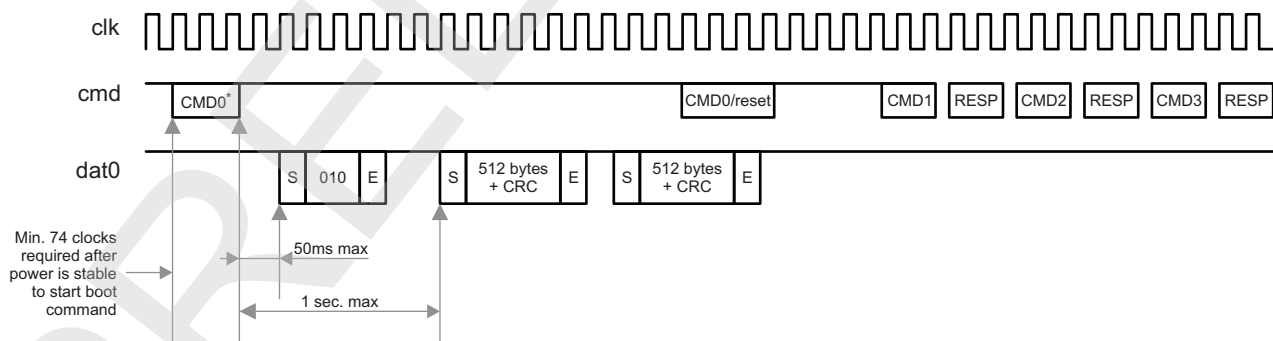 clk
cmd
CMD0*
CMD0/reset
CMD1
RESP
CMD2
RESP
CMD3
RESP
dat0
S
010
E
S
512 bytes
+ CRC
E
S
512 bytes
+ CRC
E
Min. 74 clocks
required after
power is stable
to start boot
command
50ms max
1 sec. max